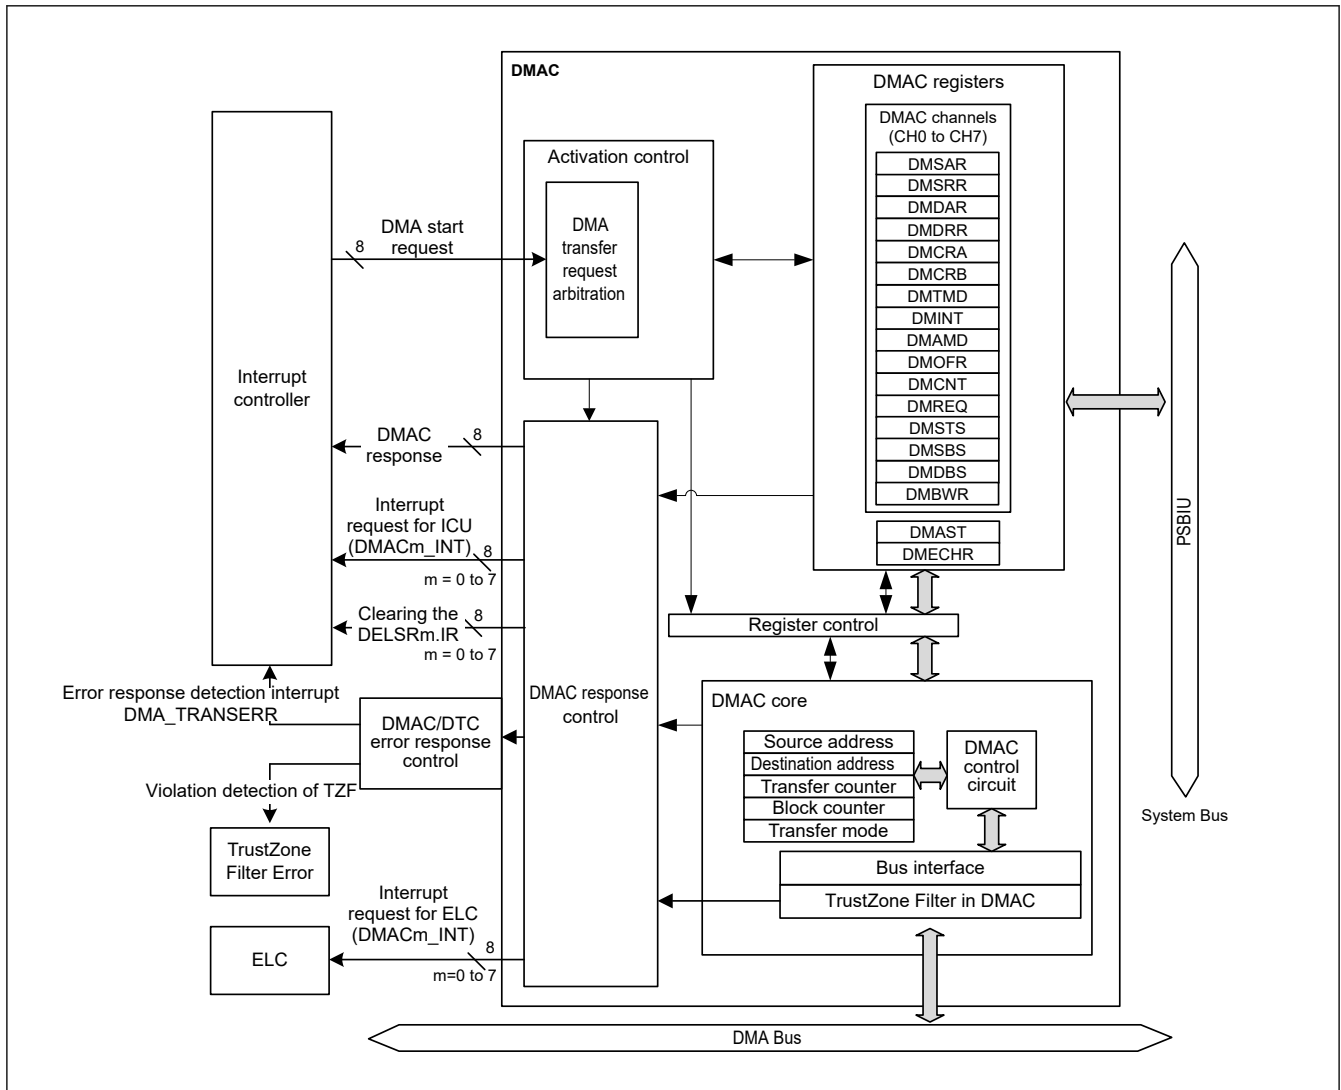 DMAC
DMAC registers
DMAC channels
(CH0 to CH7)
DMSAR
DMSRR
DMDAR
DMDRR
DMCRA
DMCRB
DMTMD
DMINT
DMAMD
DMOFR
DMCNT
DMREQ
DMSTS
DMSBS
DMDBS
DMBWR
DMAST
DMECHR
Activation control
DMA
transfer
request
arbitration
DMA start
request
8
Interrupt
controller
DMAC
response
8
Interrupt
request for ICU
(DMACm_INT)
8
m = 0 to 7
Clearing the
DELSRm.IR
8
m = 0 to 7
Error response detection interrupt
DMA_TRANSERR
DMAC/DTC
error response
control
Violation detection of TZF
TrustZone
Filter Error
Interrupt
request for ELC
(DMACm_INT)
8
m=0 to 7
ELC
DMAC response
control
Register control
DMAC core
Source address
Destination address
Transfer counter
Block counter
Transfer mode
DMAC
control
circuit
Bus interface
TrustZone Filter in DMAC
PSBIU
System Bus
DMA Bus